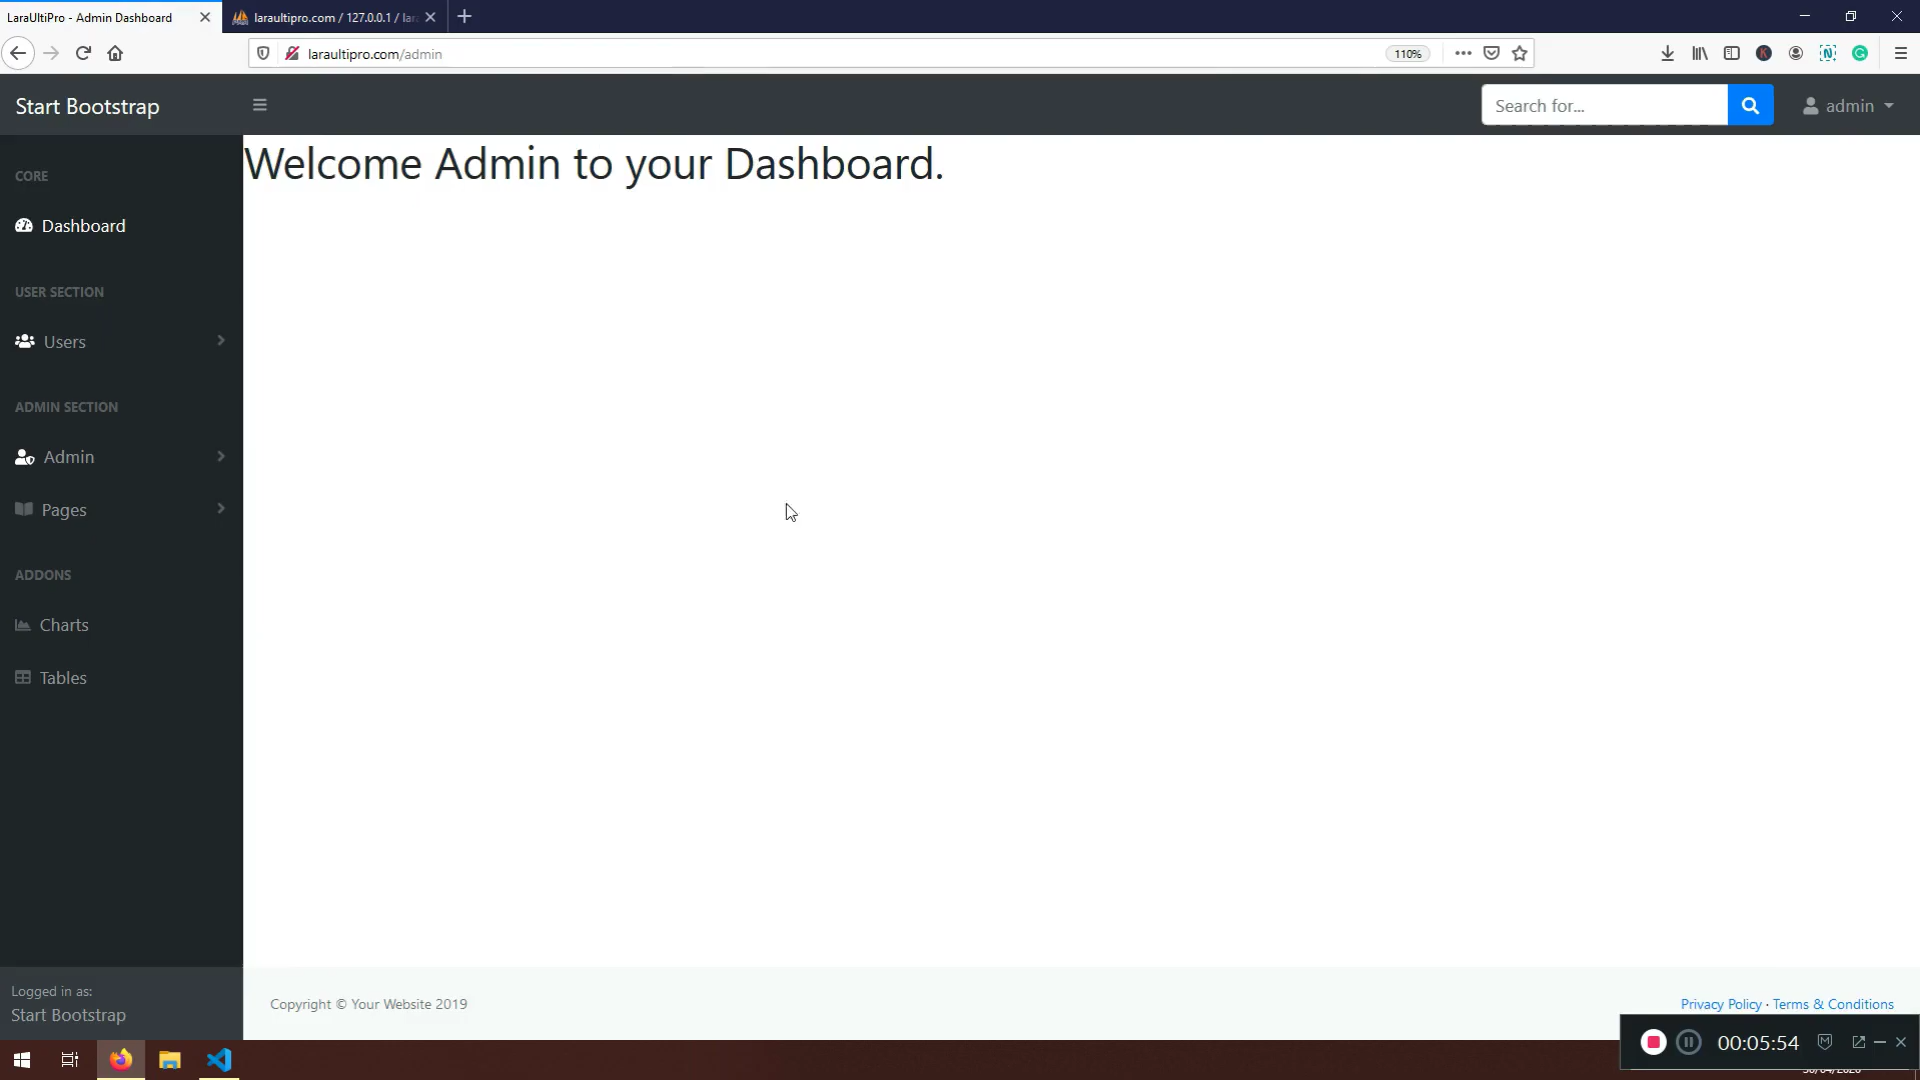 LaraUltiPro - Admin Dashboard
laraultipro.com / 127.0.0.1 / lar
laraultipro.com/admin
110%
Start Bootstrap
Search for...
admin
Welcome Admin to your Dashboard.
CORE
Dashboard
USER SECTION
Users
ADMIN SECTION
Admin
Pages
ADDONS
Charts
Tables
Logged in as:
Start Bootstrap
Copyright © Your Website 2019
Privacy Policy · Terms & Conditions
00:05:54